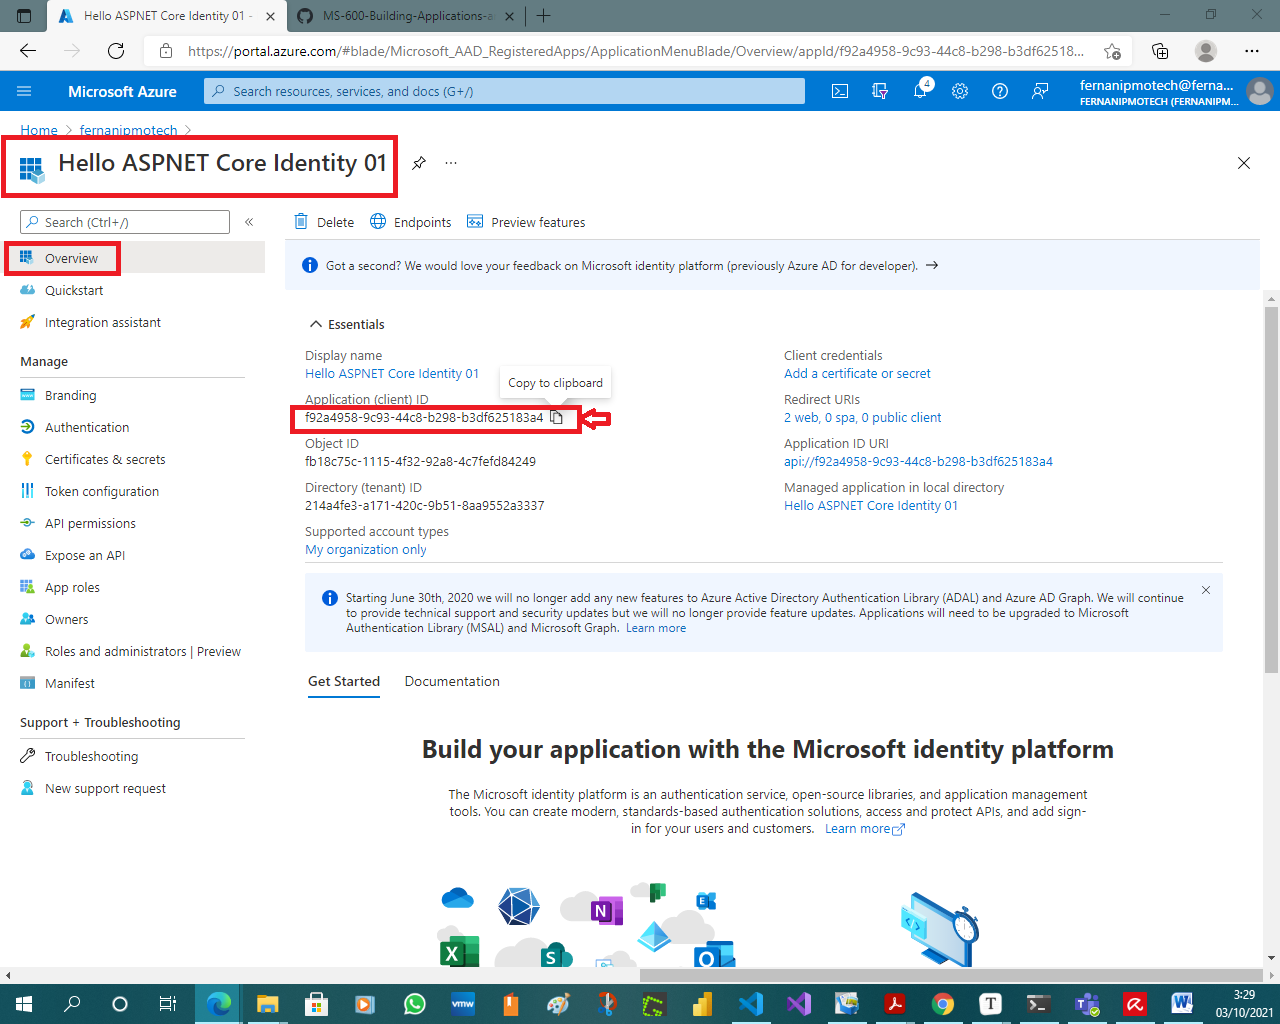 Hello ASPNET Core Identity 01 -
MS-600-Building-Applications-a
https://portal.azure.com/#blade/Microsoft_AAD_RegisteredApps/ApplicationMenuBlade/Overview/appId/f92a4958-9c93-44c8-b298-b3df62518...
Microsoft Azure
Search resources, services, and docs (G+/)
4
fernanipmotech@ferna...
FERNANIPMOTECH (FERNANIPM...
Home > fernanipmotech >
Hello ASPNET Core Identity 01
...
Search (Ctrl+/)
«
Delete
Endpoints
Preview features
Overview
Quickstart
Integration assistant
Manage
Branding
Authentication
Certificates & secrets
Token configuration
API permissions
Expose an API
App roles
Owners
Roles and administrators | Preview
Manifest
Support + Troubleshooting
Troubleshooting
New support request
Got a second? We would love your feedback on Microsoft identity platform (previously Azure AD for developer). →
Essentials
Display name
Hello ASPNET Core Identity 01
Copy to clipboard
Application (client) ID
f92a4958-9c93-44c8-b298-b3df625183a4
Object ID
fb18c75c-1115-4f32-92a8-4c7fefd84249
Directory (tenant) ID
214a4fe3-a171-420c-9b51-8aa9552a3337
Supported account types
My organization only
Client credentials
Add a certificate or secret
Redirect URIs
2 web, 0 spa, 0 public client
Application ID URI
api://f92a4958-9c93-44c8-b298-b3df625183a4
Managed application in local directory
Hello ASPNET Core Identity 01
Starting June 30th, 2020 we will no longer add any new features to Azure Active Directory Authentication Library (ADAL) and Azure AD Graph. We will continue
to provide technical support and security updates but we will no longer provide feature updates. Applications will need to be upgraded to Microsoft
Authentication Library (MSAL) and Microsoft Graph. Learn more
Get Started
Documentation
Build your application with the Microsoft identity platform
The Microsoft identity platform is an authentication service, open-source libraries, and application management
tools. You can create modern, standards-based authentication solutions, access and protect APIs, and add sign-
in for your users and customers. Learn more
N
E
X
S
O
vmw
T
W
3:29
03/10/2021